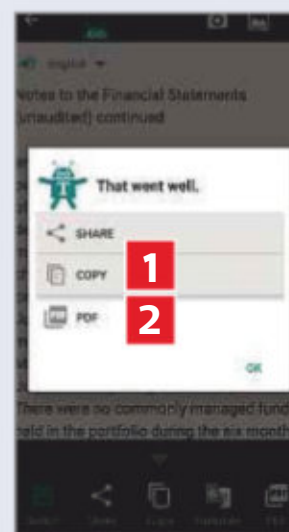 English
Notes to the Financial Statements
(unaudited) continued
That went well.
SHARE
COPY
1
PDF
2
OK
There were no commonly managed fund
held in the portfolio during the six month